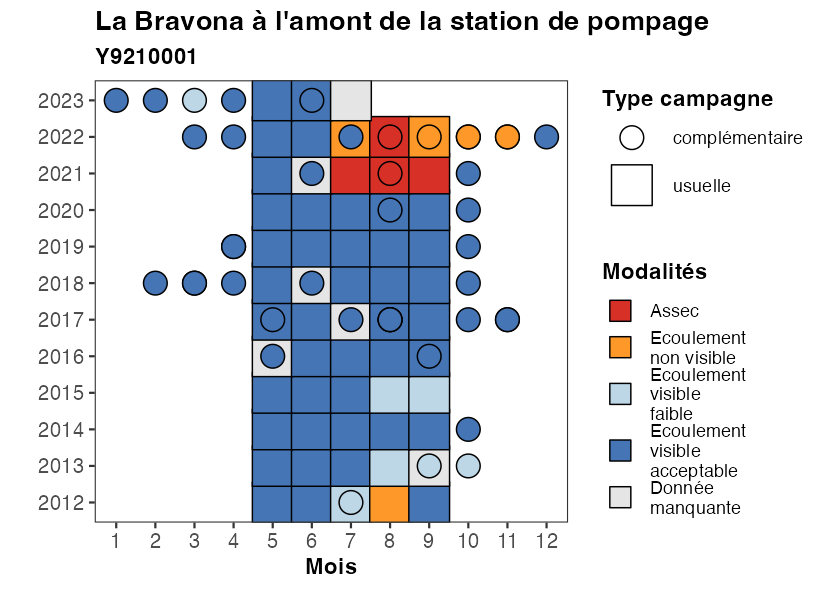 La Bravona à l'amont de la station de pompage
Y9210001
2023
2022
2021
2020
2019
2018
2017
2016
2015
2014
2013
2012
1 2 3 4 5 6 7 8 9 10 11 12
Mois
Type campagne
complémentaire
usuelle
Modalités
Assec
Ecoulement
non visible
Ecoulement
visible
faible
Ecoulement
visible
acceptable
Donnée
manquante